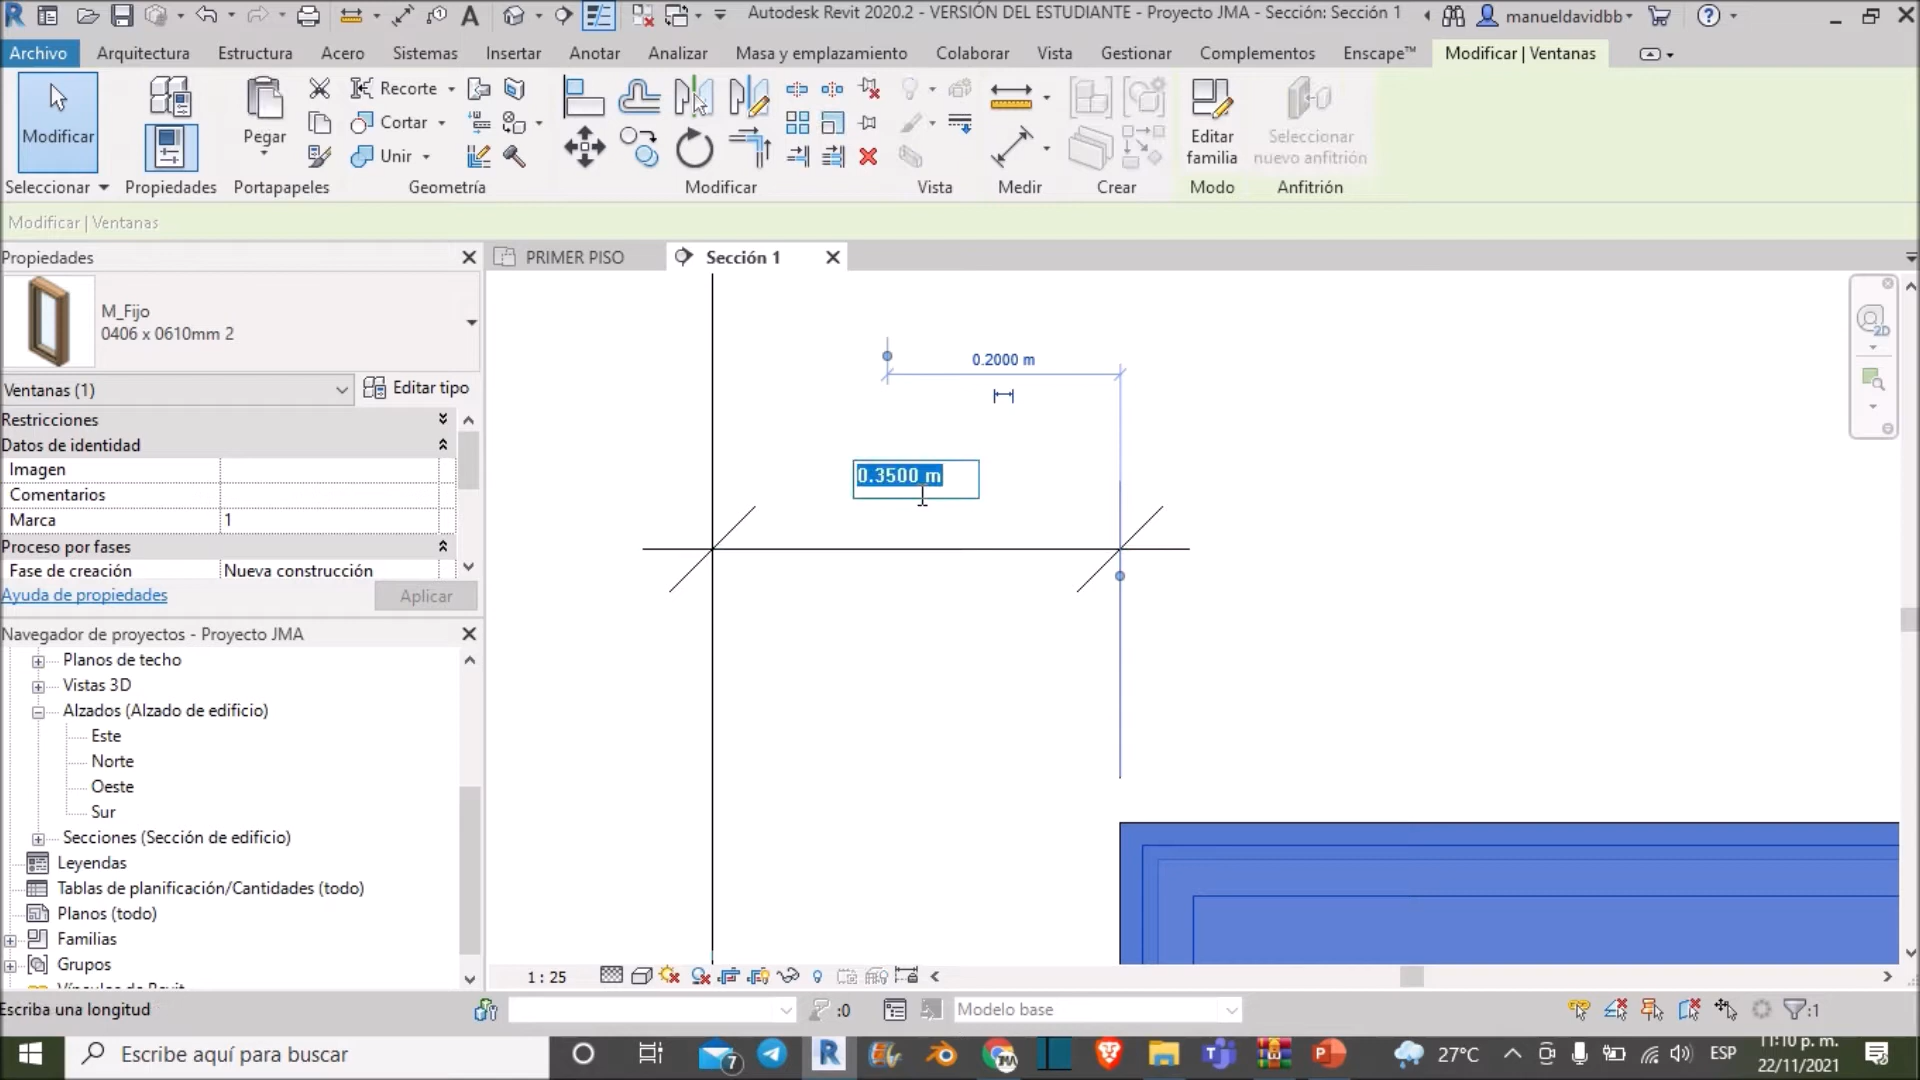 Autodesk Revit 2020.2 - VERSIÓN DEL ESTUDIANTE - Proyecto JMA - Sección: Sección 1
manueldavidbb
Archivo
Arquitectura
Estructura
Acero
Sistemas
Insertar
Anotar
Analizar
Masa y emplazamiento
Colaborar
Vista
Gestionar
Complementos
Enscape™
Modificar | Ventanas
Modificar
Pegar
Recorte
Cortar
Unir
Editar familia
Seleccionar nuevo anfitrión
Seleccionar
Propiedades
Portapapeles
Geometría
Modificar
Vista
Medir
Crear
Modo
Anfitrión
Modificar | Ventanas
Propiedades
PRIMER PISO
Sección 1
M_Fijo
0406 x 0610mm 2
Ventanas (1)
Editar tipo
Restricciones
Datos de identidad
Imagen
Comentarios
Marca 1
Proceso por fases
Fase de creación Nueva construcción
Ayuda de propiedades
Aplicar
0.2000 m
0.3500 m
2D
Navegador de proyectos - Proyecto JMA
Planos de techo
Vistas 3D
Alzados (Alzado de edificio)
Este
Norte
Oeste
Sur
Secciones (Sección de edificio)
Leyendas
Tablas de planificación/Cantidades (todo)
Planos (todo)
Familias
Grupos
1 : 25
Escriba una longitud
:0
Modelo base
:1
Escribe aquí para buscar
7
27°C
ESP
11:10 p. m.
22/11/2021